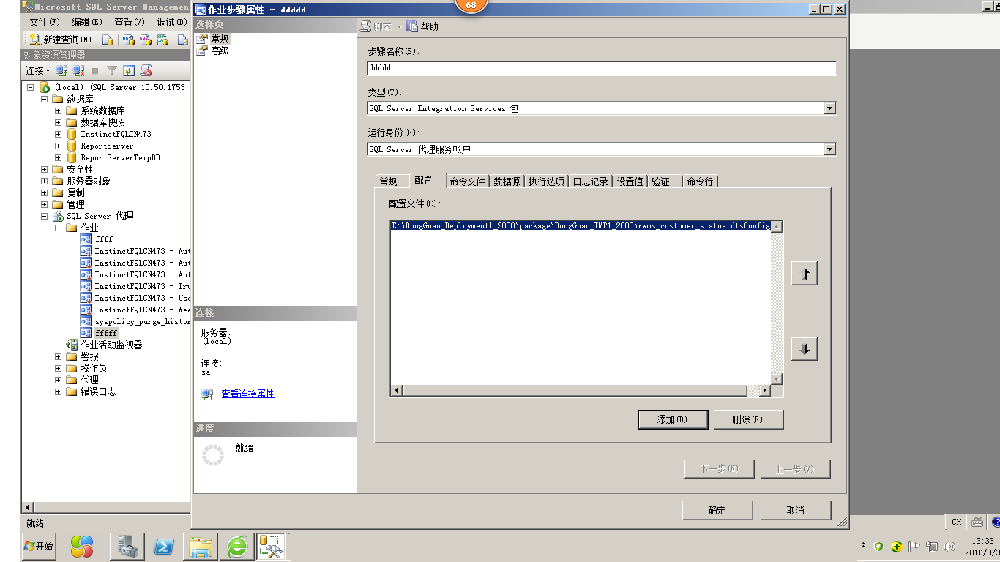 Microsoft SQL Server Management
文件(F) 编辑(E) 查看(V) 调试(D)
新建查询(N)
对象资源管理器
连接
(local) (SQL Server 10.50.1753 -
数据库
系统数据库
数据库快照
InstinctFQLCN473
ReportServer
ReportServerTempDB
安全性
服务器对象
复制
管理
SQL Server 代理
作业
ffff
InstinctFQLCN473 - Aut
InstinctFQLCN473 - Aut
InstinctFQLCN473 - Aut
InstinctFQLCN473 - Tru
InstinctFQLCN473 - Use
InstinctFQLCN473 - Wee
syspolicy_purge_histor
fffff
作业活动监视器
警报
操作员
代理
错误日志
就绪
作业步骤属性 - ddddd
68
选择页
常规
高级
连接
服务器:
(local)
连接:
sa
查看连接属性
进度
就绪
脚本 帮助
步骤名称(S):
ddddd
类型(T):
SQL Server Integration Services 包
运行身份(R):
SQL Server 代理服务帐户
常规 配置 命令文件 数据源 执行选项 日志记录 设置值 验证 命令行
配置文件(C):
E:\DongGuan_Deployment1_2008\package\DongGuan_IMP1_2008\rwms_customer_status.dtsConfig
添加(D) 删除(R)
下一步(N) 上一步(V)
确定 取消
CH
开始
13:33
2016/8/3